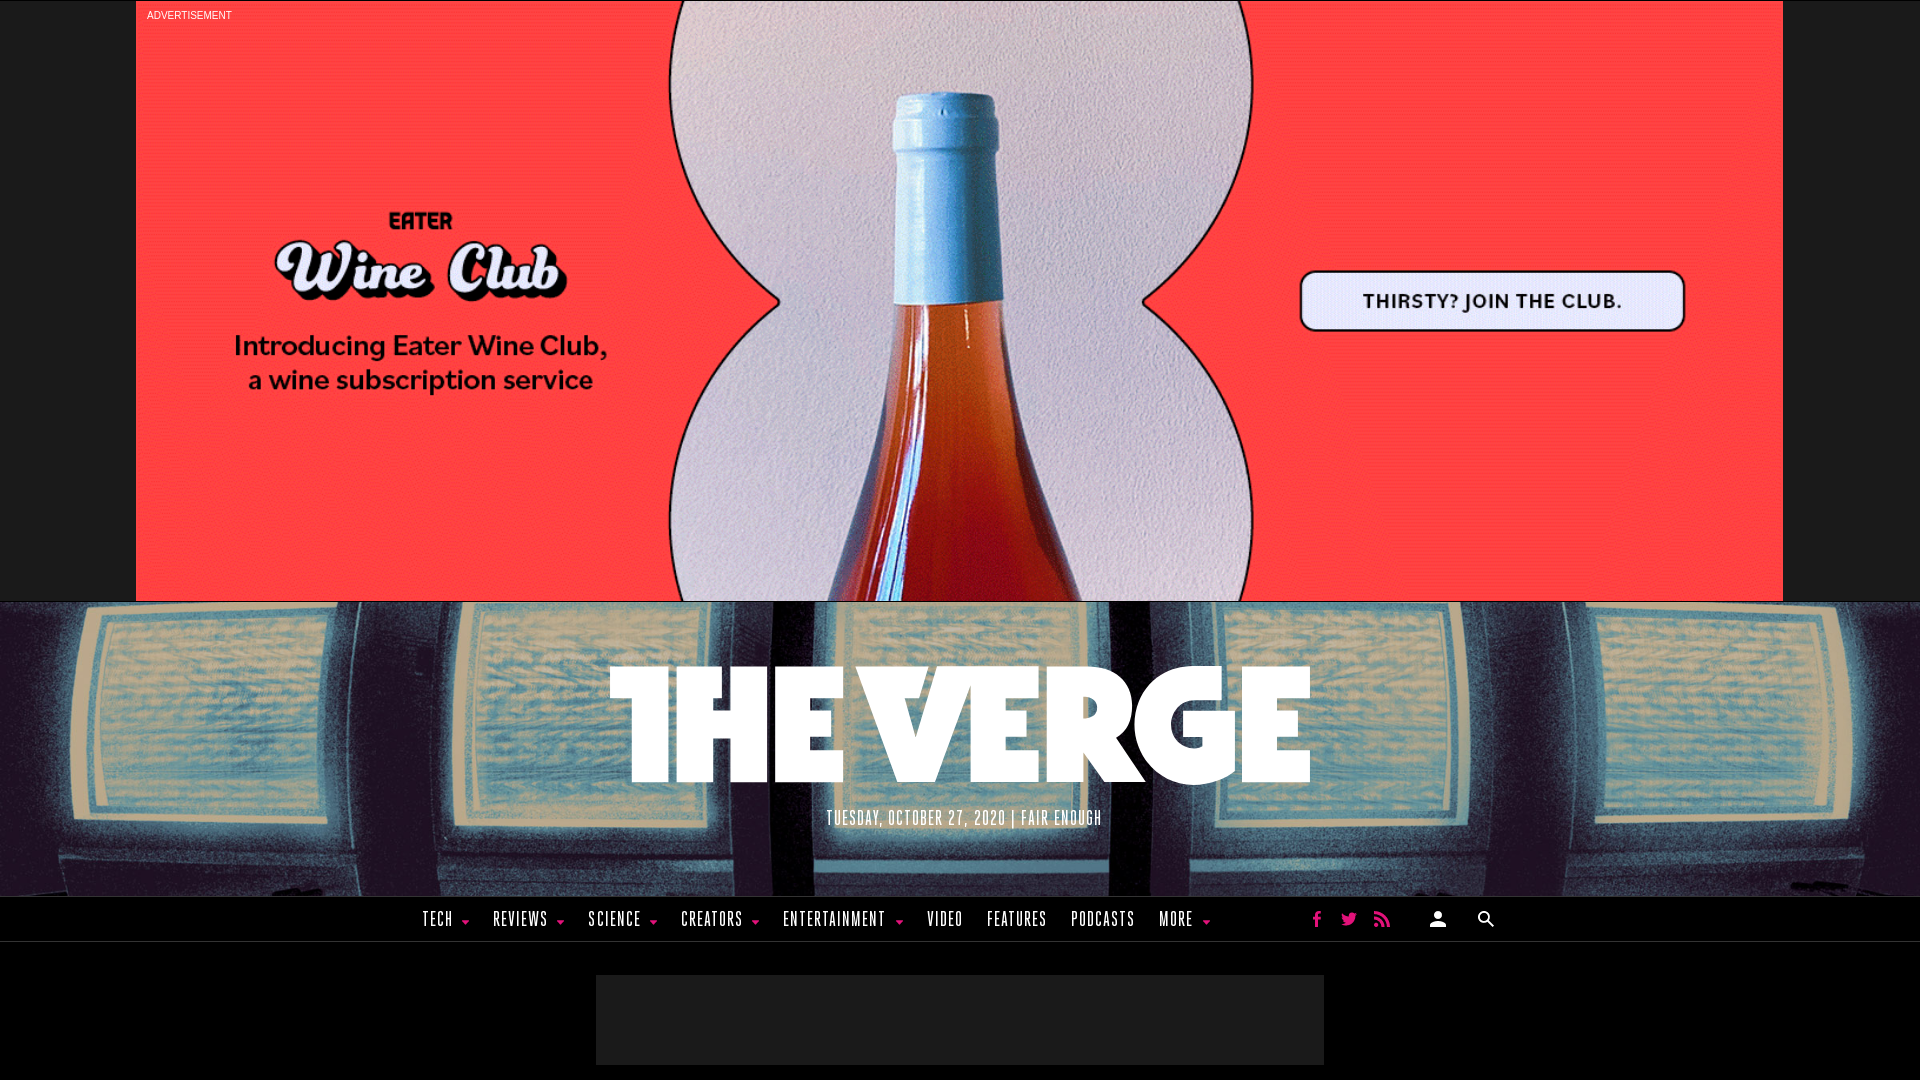 ADVERTISEMENT
EATER
Wine Club
Introducing Eater Wine Club,
a wine subscription service
THIRSTY? JOIN THE CLUB.
THE VERGE
TUESDAY, OCTOBER 27, 2020 | FAIR ENOUGH
TECH REVIEWS SCIENCE CREATORS ENTERTAINMENT VIDEO FEATURES PODCASTS MORE